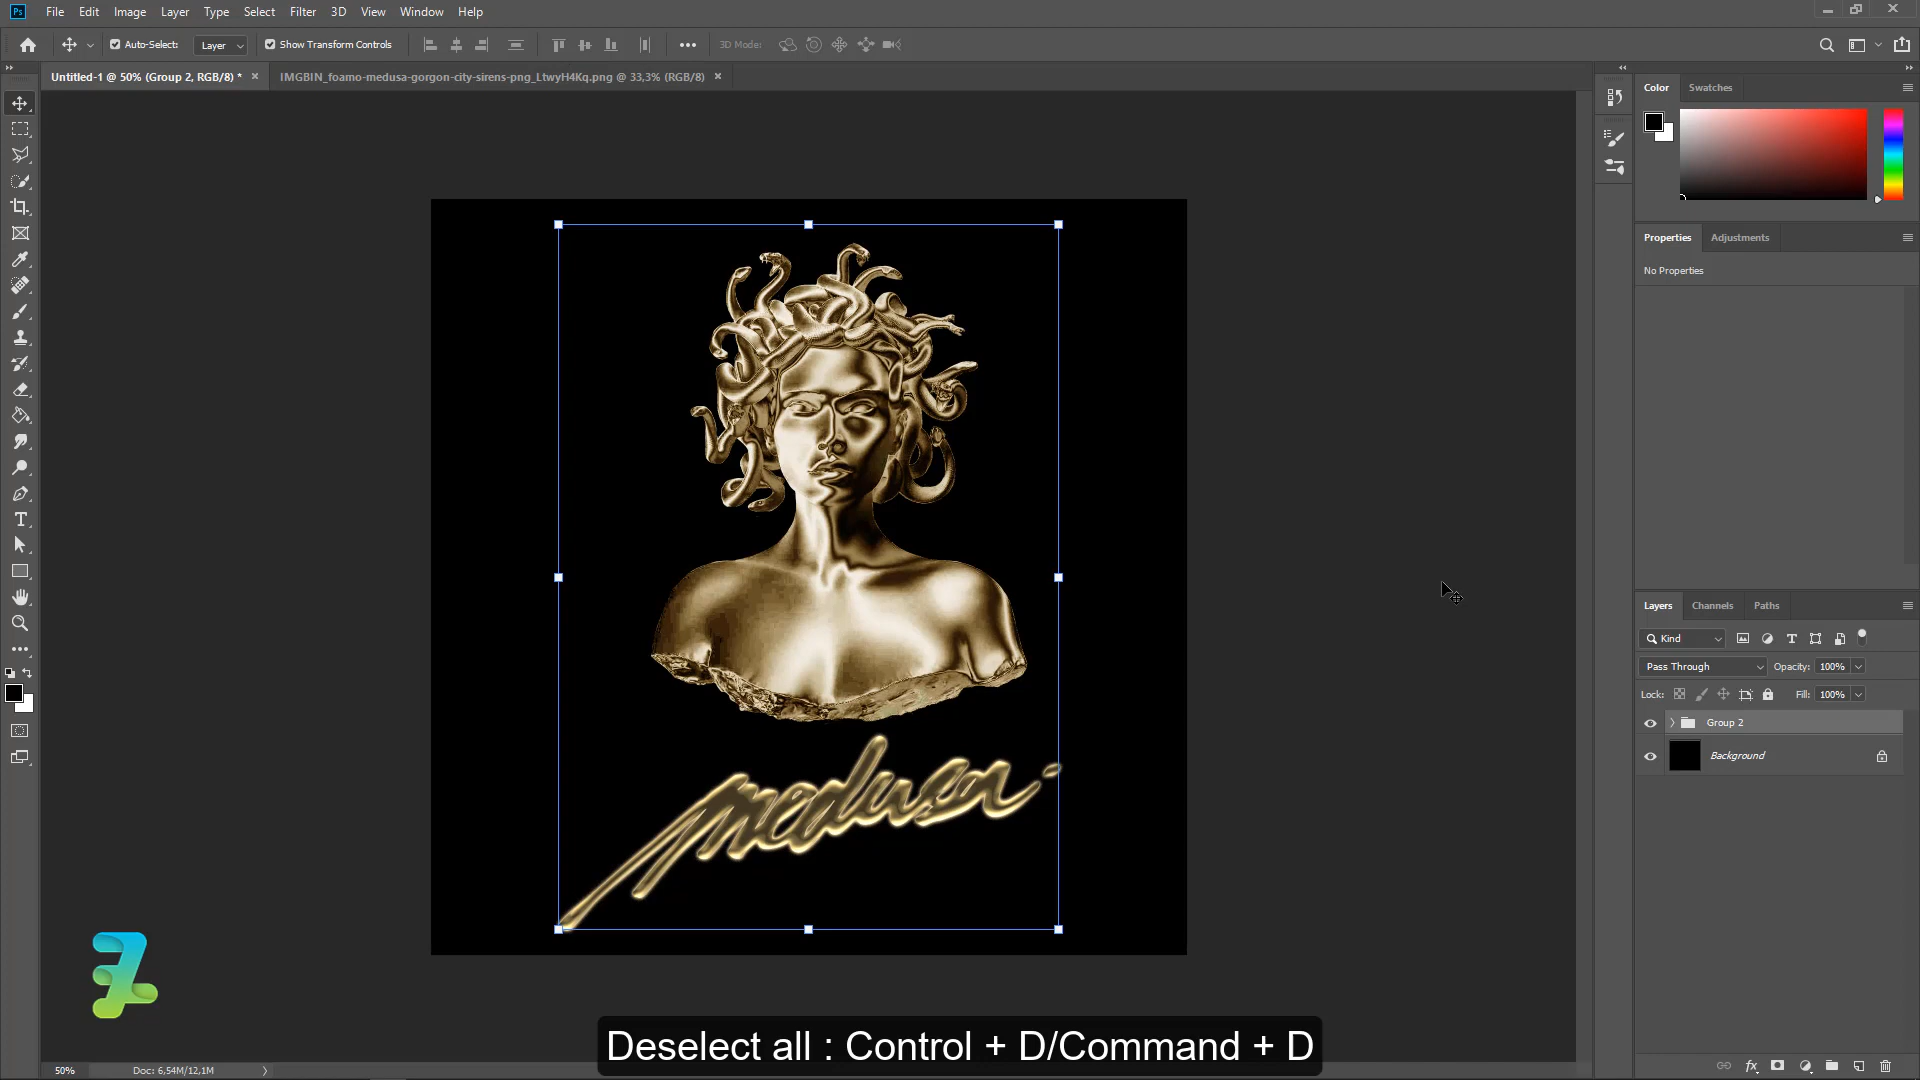 Ps File Edit Image Layer Type Select Filter 3D View Window Help
Auto-Select: Layer Show Transform Controls 3D Mode:
Untitled-1 @ 50% (Group 2, RGB/8) * IMGBIN_foamo-medusa-gorgon-city-sirens-png_LtwyH4Kq.png @ 33,3% (RGB/8)
Color Swatches
Properties Adjustments
No Properties
medusa
Layers Channels Paths
Kind
Pass Through Opacity: 100%
Lock: Fill: 100%
Group 2
Background
Deselect all : Control + D/Command + D
50% Doc: 6,54M/12,1M